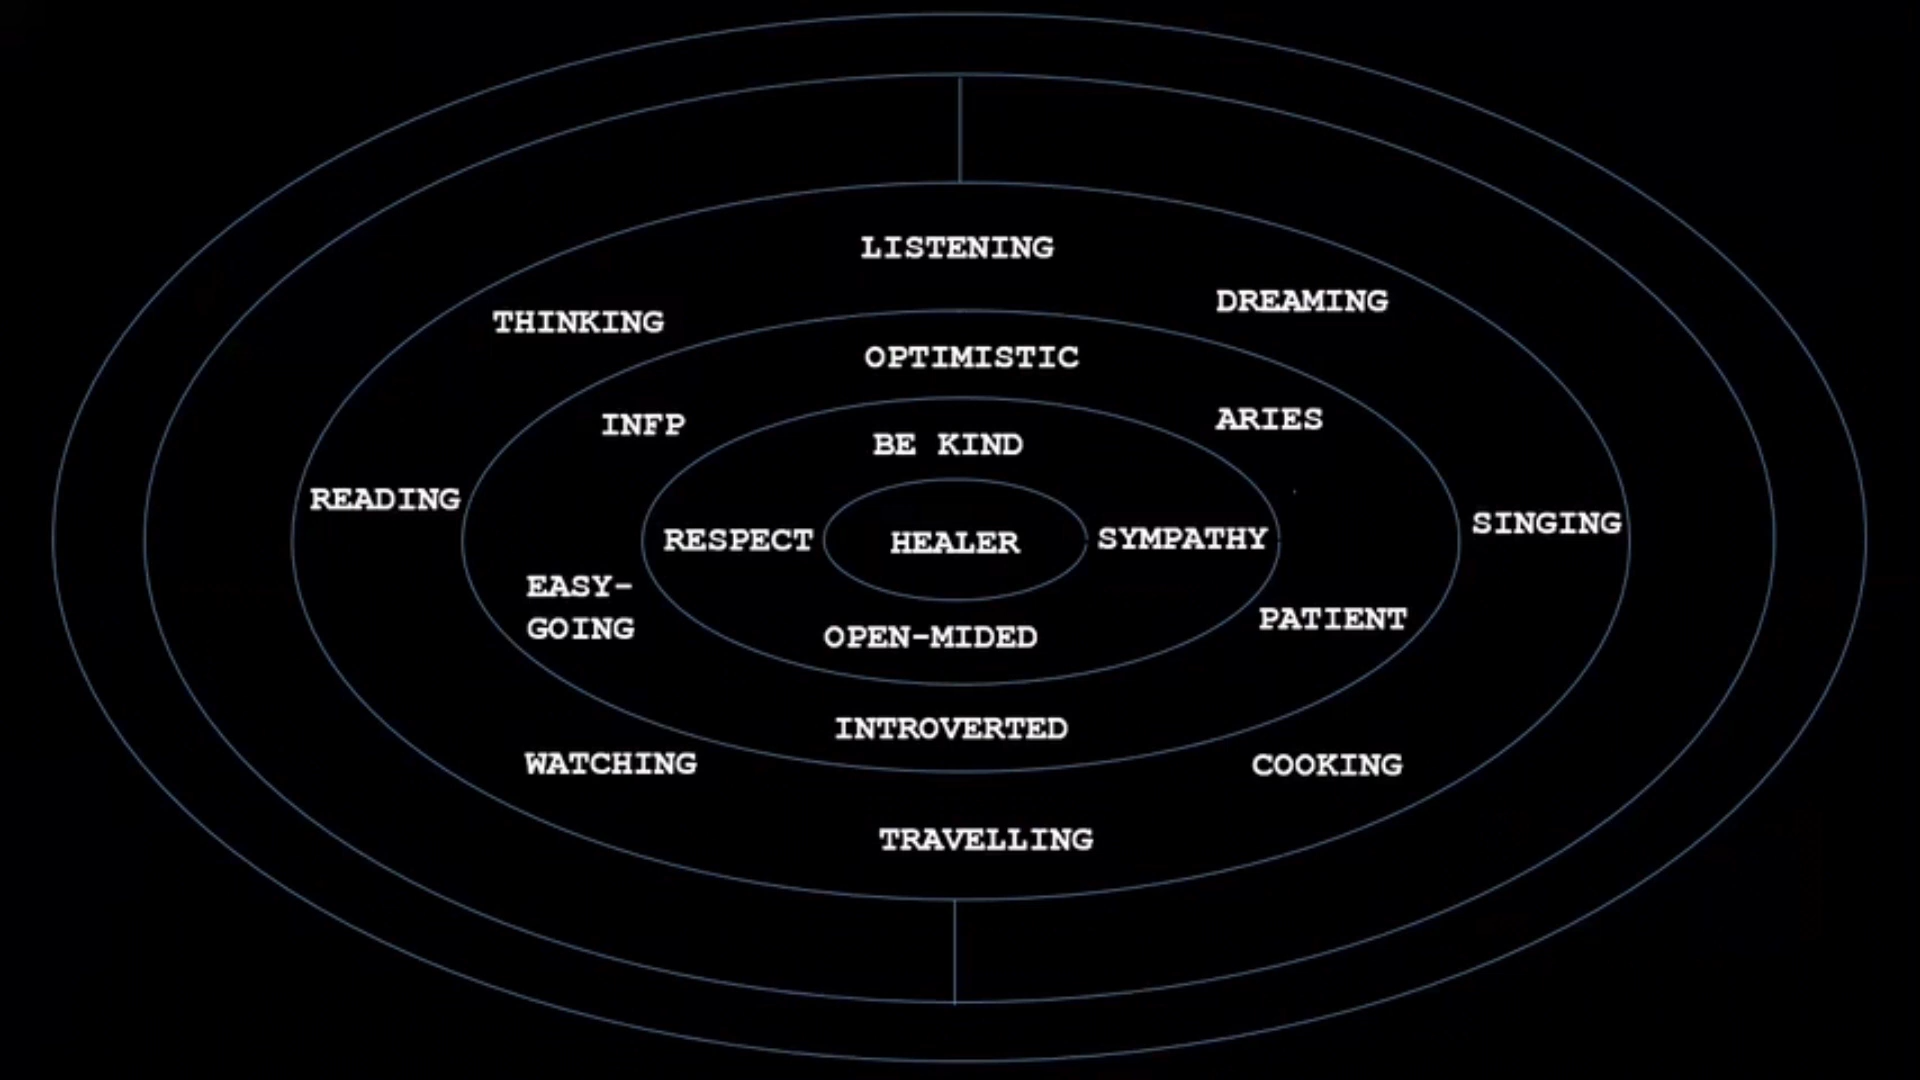 LISTENING
DREAMING
THINKING
OPTIMISTIC
ARIES
INFP
BE KIND
READING
SINGING
RESPECT
HEALER
SYMPATHY
EASY-
GOING
PATIENT
OPEN-MIDED
INTROVERTED
WATCHING
COOKING
TRAVELLING